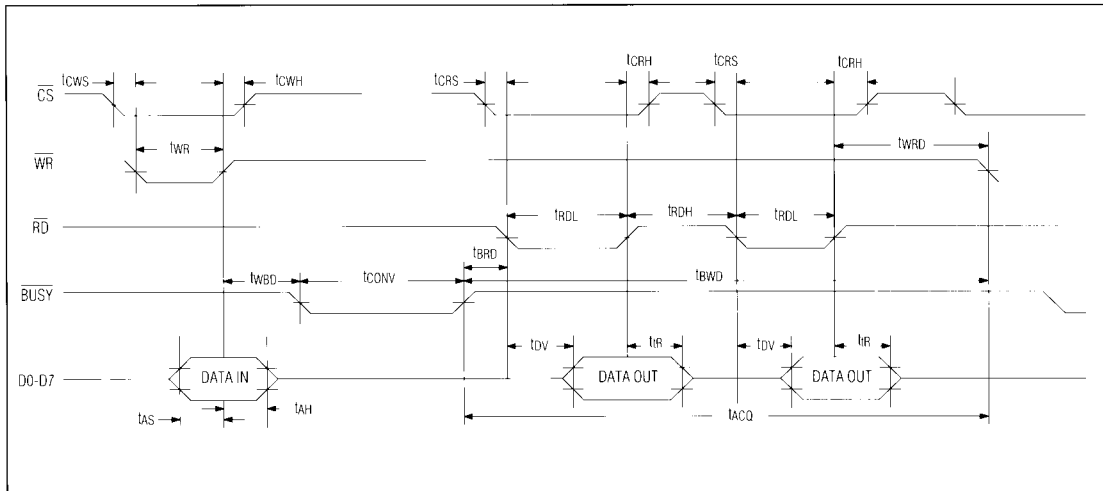 tCWS tCWH tCRS tCRH tCRS tCRH
CS
tWR tWRD
WR
tRDL tRDH tRDL
RD
tBRD
tWBD tCONV tBWD
BUSY
tDV tIR tDV tIR
D0-D7 DATA IN DATA OUT DATA OUT
tAS tAH tACQ